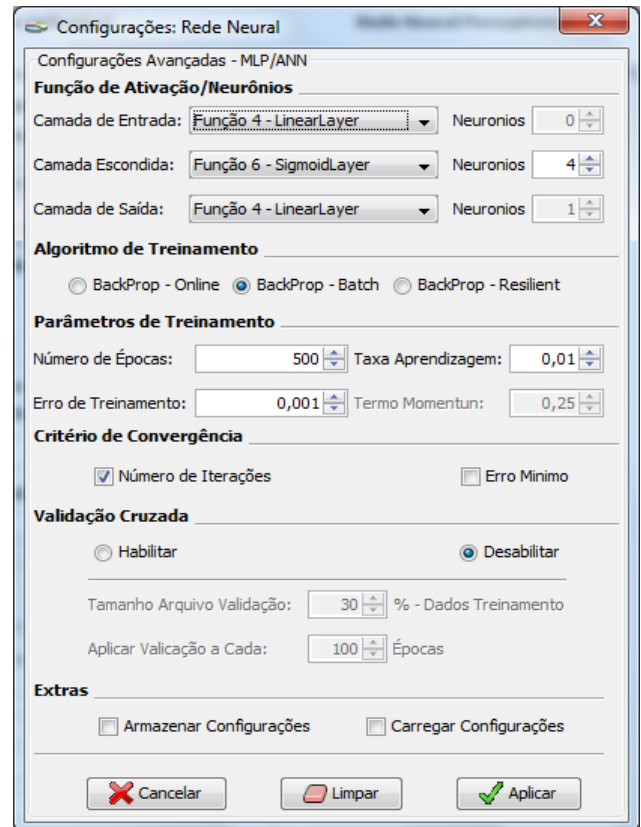 Configurações: Rede Neural
Configurações Avançadas - MLP/ANN
Função de Ativação/Neurônios
Camada de Entrada: Função 4 - LinearLayer Neuronios 0
Camada Escondida: Função 6 - SigmoidLayer Neuronios 4
Camada de Saída: Função 4 - LinearLayer Neuronios 1
Algoritmo de Treinamento
BackProp - Online BackProp - Batch BackProp - Resilient
Parâmetros de Treinamento
Número de Épocas: 500 Taxa Aprendizagem: 0,01
Erro de Treinamento: 0,001 Termo Momentun: 0,25
Critério de Convergência
Número de Iterações Erro Minimo
Validação Cruzada
Habilitar Desabilitar
Tamanho Arquivo Validação: 30 % - Dados Treinamento
Aplicar Valicação a Cada: 100 Épocas
Extras
Armazenar Configurações Carregar Configurações
Cancelar Limpar Aplicar